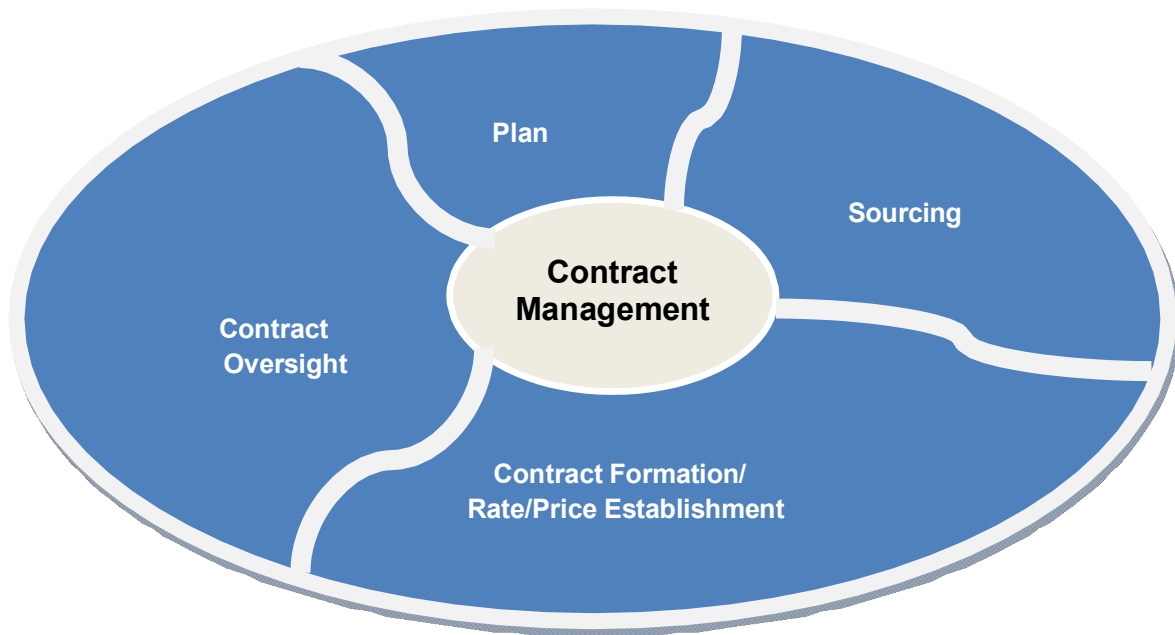 Plan
Sourcing
Contract
Management
Contract
Oversight
Contract Formation/
Rate/Price Establishment